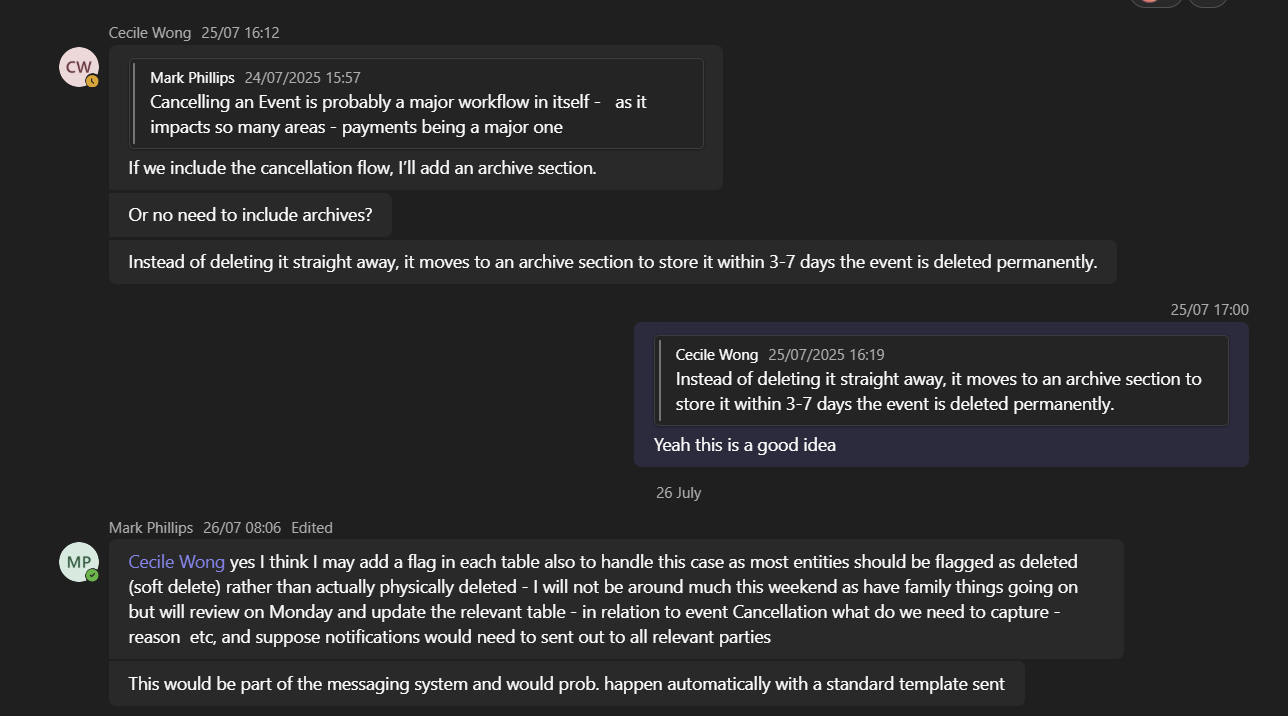 Cecile Wong 25/07 16:12
CW
Mark Phillips 24/07/2025 15:57
Cancelling an Event is probably a major workflow in itself - as it
impacts so many areas - payments being a major one
If we include the cancellation flow, I'll add an archive section.
Or no need to include archives?
Instead of deleting it straight away, it moves to an archive section to store it within 3-7 days the event is deleted permanently.
25/07 17:00
Cecile Wong 25/07/2025 16:19
Instead of deleting it straight away, it moves to an archive section to
store it within 3-7 days the event is deleted permanently.
Yeah this is a good idea
26 July
Mark Phillips 26/07 08:06 Edited
MP
Cecile Wong yes I think I may add a flag in each table also to handle this case as most entities should be flagged as deleted
(soft delete) rather than actually physically deleted - I will not be around much this weekend as have family things going on
but will review on Monday and update the relevant table - in relation to event Cancellation what do we need to capture -
reason etc, and suppose notifications would need to sent out to all relevant parties
This would be part of the messaging system and would prob. happen automatically with a standard template sent